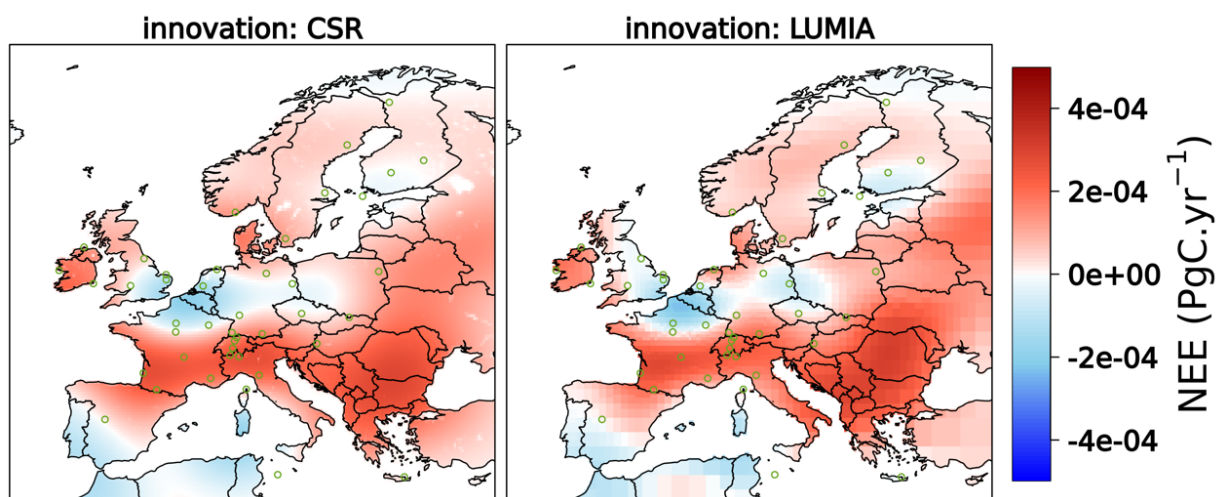 innovation: CSR
innovation: LUMIA
4e-04
2e-04
0e+00
-2e-04
-4e-04
NEE (PgC.yr⁻¹)